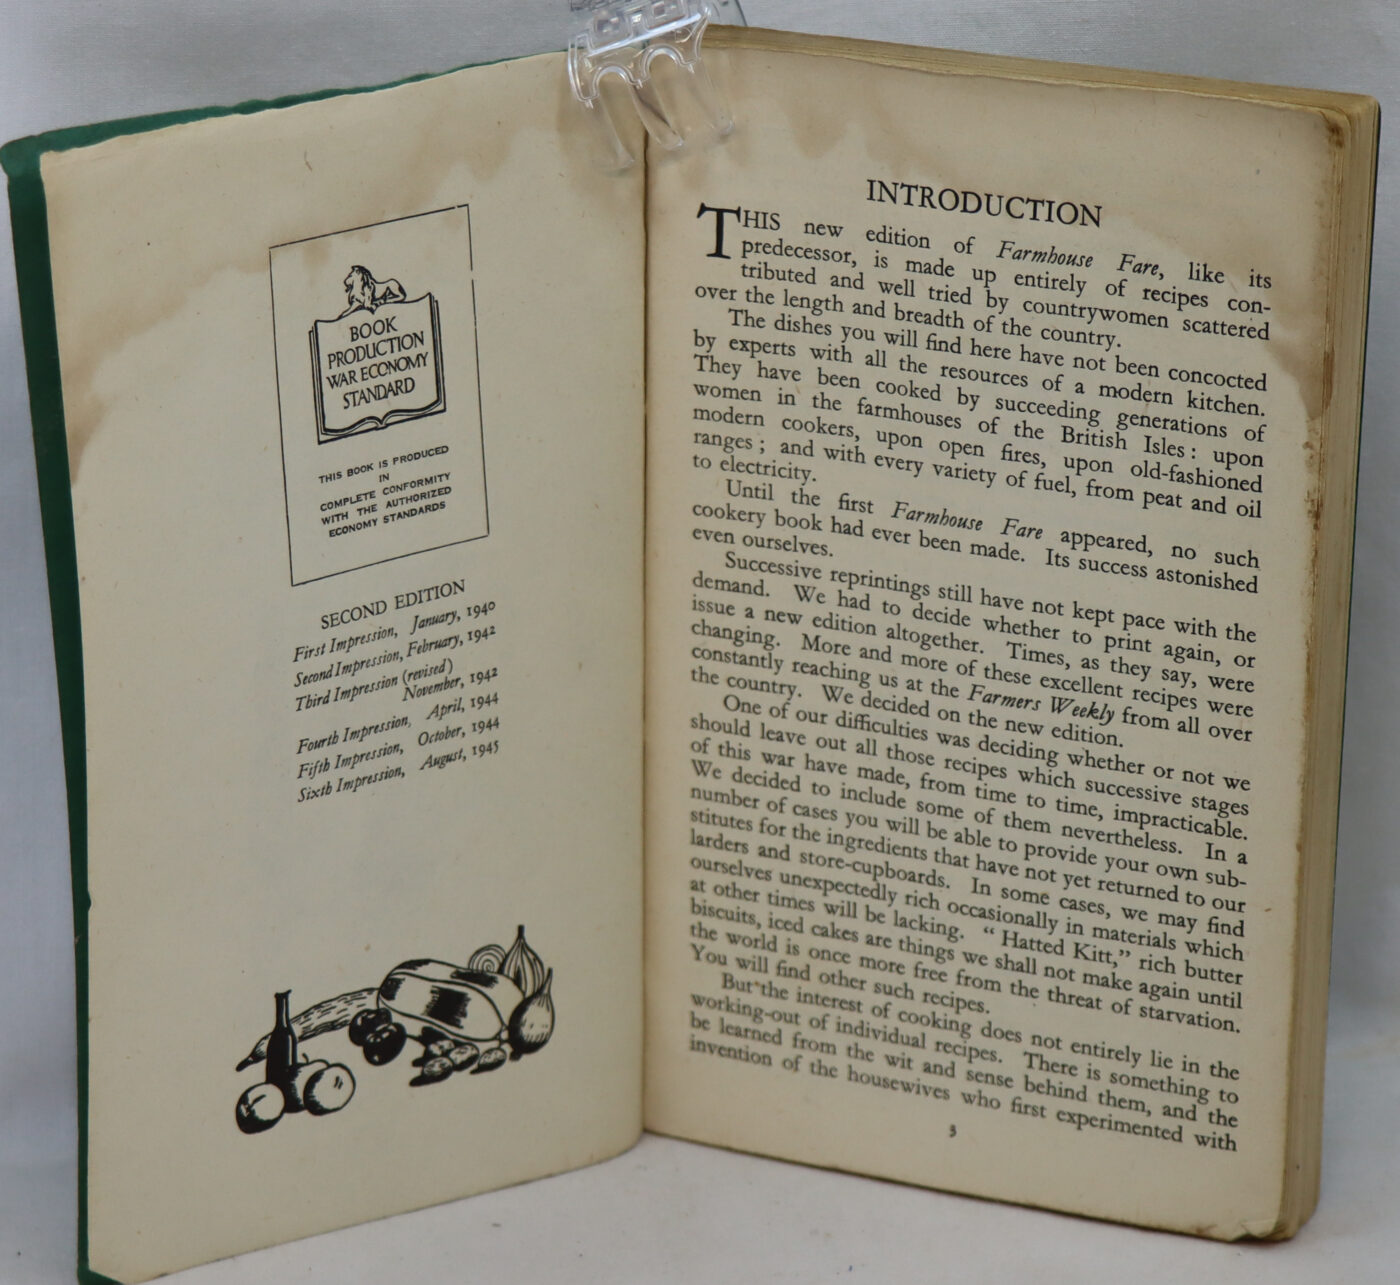 BOOK
PRODUCTION
WAR ECONOMY
STANDARD
THIS BOOK IS PRODUCED
IN
COMPLETE CONFORMITY
WITH THE AUTHORIZED
ECONOMY STANDARDS
SECOND EDITION
First Impression, January, 1940
Second Impression, February, 1942
Third Impression (revised)
November, 1942
Fourth Impression, April, 1944
Fifth Impression, October, 1944
Sixth Impression, August, 1945
INTRODUCTION
THIS new edition of Farmhouse Fare, like its
predecessor, is made up entirely of recipes con-
tributed and well tried by countrywomen scattered
over the length and breadth of the country.
The dishes you will find here have not been concocted
by experts with all the resources of a modern kitchen.
They have been cooked by succeeding generations of
women in the farmhouses of the British Isles: upon
modern cookers, upon open fires, upon old-fashioned
ranges; and with every variety of fuel, from peat and oil
to electricity.
Until the first Farmhouse Fare appeared, no such
cookery book had ever been made. Its success astonished
even ourselves.
Successive reprintings still have not kept pace with the
demand. We had to decide whether to print again, or
issue a new edition altogether. Times, as they say, were
changing. More and more of these excellent recipes were
constantly reaching us at the Farmers Weekly from all over
the country. We decided on the new edition.
One of our difficulties was deciding whether or not we
should leave out all those recipes which successive stages
of this war have made, from time to time, impracticable.
We decided to include some of them nevertheless. In a
number of cases you will be able to provide your own sub-
stitutes for the ingredients that have not yet returned to our
larders and store-cupboards. In some cases, we may find
ourselves unexpectedly rich occasionally in materials which
at other times will be lacking. "Hatted Kitt," rich butter
biscuits, iced cakes are things we shall not make again until
the world is once more free from the threat of starvation.
You will find other such recipes.
But the interest of cooking does not entirely lie in the
working-out of individual recipes. There is something to
be learned from the wit and sense behind them, and the
invention of the housewives who first experimented with
3